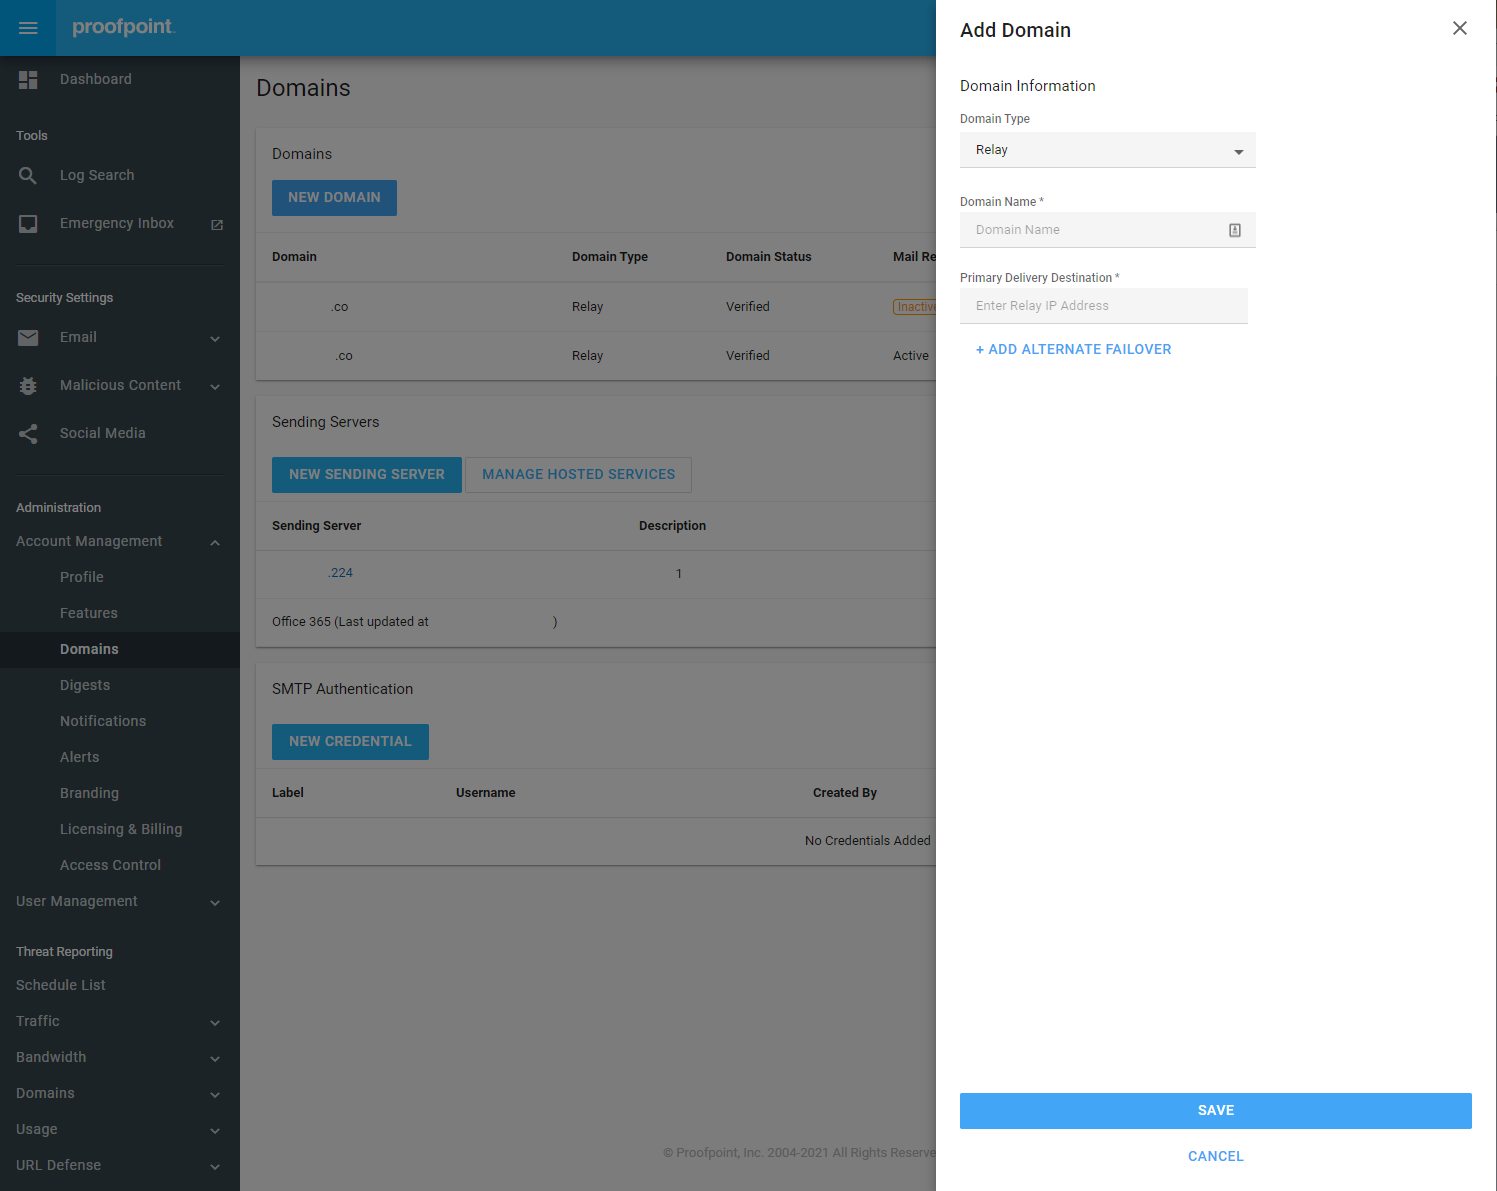 proofpoint.
Dashboard
Tools
Log Search
Emergency Inbox
Security Settings
Email
Malicious Content
Social Media
Administration
Account Management
Profile
Features
Domains
Digests
Notifications
Alerts
Branding
Licensing & Billing
Access Control
User Management
Threat Reporting
Schedule List
Traffic
Bandwidth
Domains
Usage
URL Defense
Domains
Domains
NEW DOMAIN
Domain Domain Type Domain Status Mail Re
.co Relay Verified Inactive
.co Relay Verified Active
Sending Servers
NEW SENDING SERVER MANAGE HOSTED SERVICES
Sending Server Description
.224 1
Office 365 (Last updated at )
SMTP Authentication
NEW CREDENTIAL
Label Username Created By
No Credentials Added
© Proofpoint, Inc. 2004-2021 All Rights Reserve
Add Domain
Domain Information
Domain Type
Relay
Domain Name *
Domain Name
Primary Delivery Destination *
Enter Relay IP Address
+ ADD ALTERNATE FAILOVER
SAVE
CANCEL